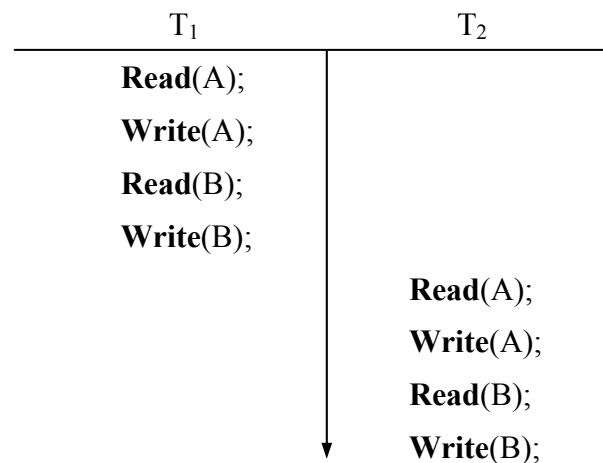 T₁ T₂
Read(A);
Write(A);
Read(B);
Write(B);
Read(A);
Write(A);
Read(B);
Write(B);